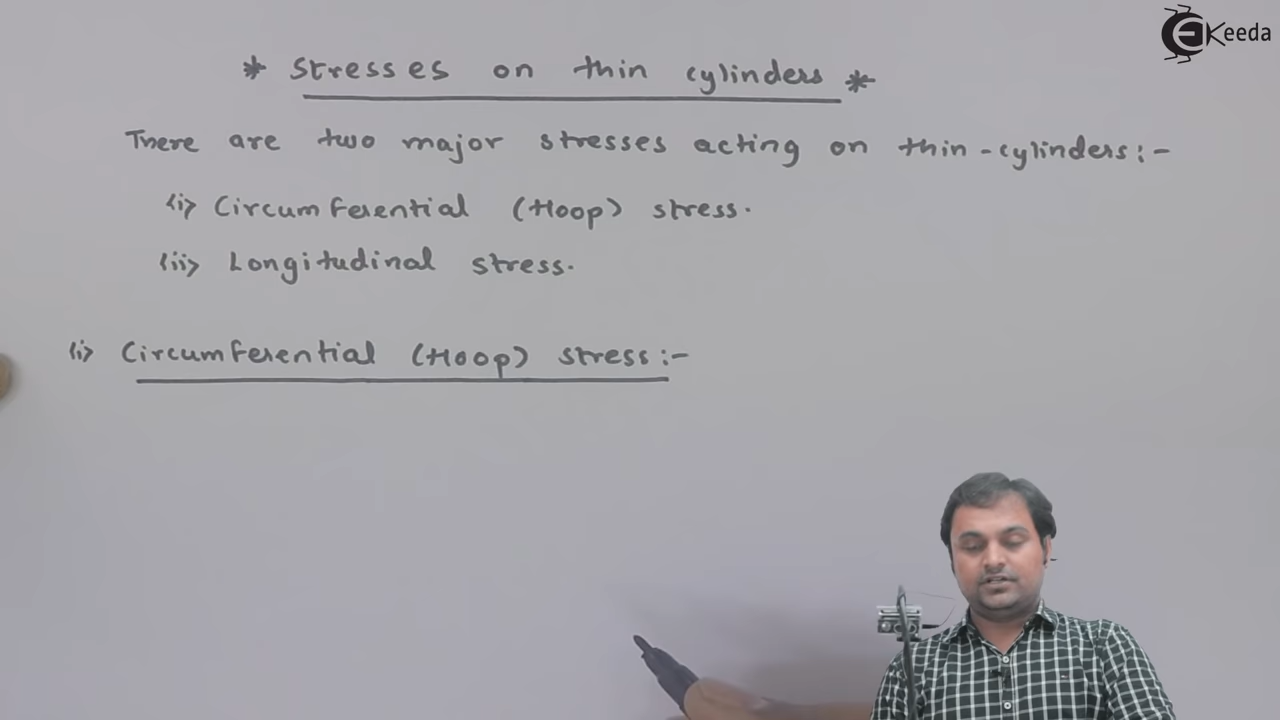 Ekeeda
* Stresses on thin cylinders *
There are two major stresses acting on thin-cylinders:-
(i) Circumferential (Hoop) stress.
(ii) Longitudinal stress.
(i) Circumferential (Hoop) stress:-